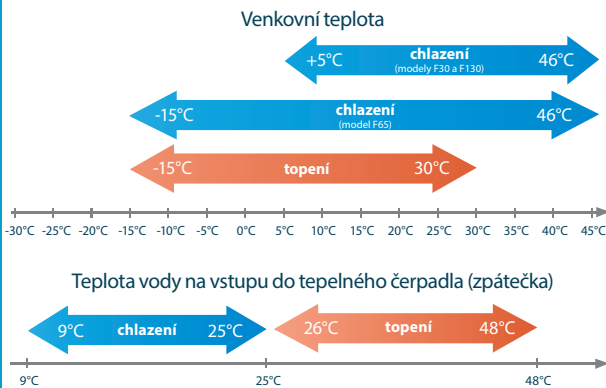 Venkovní teplota
+5°C chlazení 46°C
(modely F30 a F130)
-15°C chlazení 46°C
(model F65)
-15°C topení 30°C
-30°C -25°C -20°C -15°C -10°C -5°C 0°C 5°C 10°C 15°C 20°C 25°C 30°C 35°C 40°C 45°C
Teplota vody na vstupu do tepelného čerpadla (zpátečka)
9°C chlazení 25°C 26°C topení 48°C
9°C 25°C 48°C